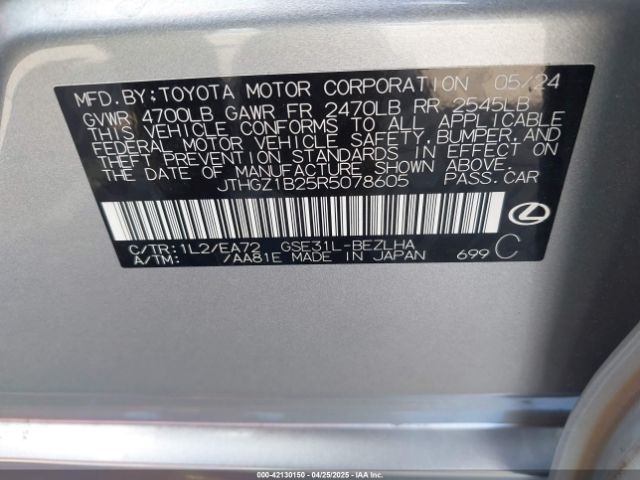 MFD.BY:TOYOTA MOTOR CORPORATION 05/24
GVWR 4700LB GAWR FR 2470LB RR 2545LB
THIS VEHICLE CONFORMS TO ALL APPLICABLE
FEDERAL MOTOR VEHICLE SAFETY,BUMPER,AND
THEFT PREVENTION STANDARDS IN EFFECT ON
THE DATE OF MANUFACTURE SHOWN ABOVE.
JTHGZ1B25R5078605 PASS.CAR
C/TR:1L2/EA72 GSE31L-BEZLHA
A/TM: /AA81E MADE IN JAPAN 699 C
000-42130150 04/25/2025 - IAA INC.